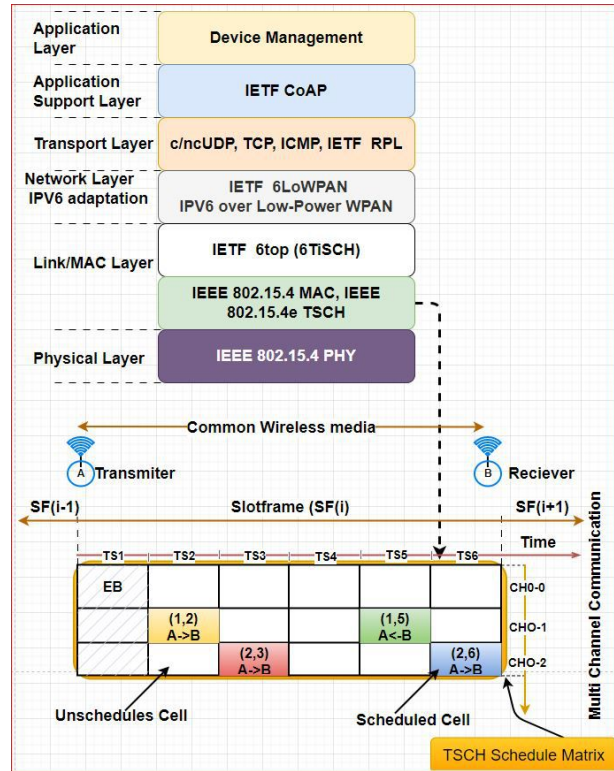 Application
Layer
Device Management
Application
Support Layer
IETF CoAP
Transport Layer
c/ncUDP, TCP, ICMP, IETF RPL
Network Layer
IPV6 adaptation
IETF 6LoWPAN
IPV6 over Low-Power WPAN
Link/MAC Layer
IETF 6top (6TiSCH)
IEEE 802.15.4 MAC, IEEE
802.15.4e TSCH
Physical Layer
IEEE 802.15.4 PHY
Common Wireless media
A
Transmiter
B
Reciever
SF(i-1)
Slotframe (SF(i)
SF(i+1)
Time
TS1
TS2
TS3
TS4
TS5
TS6
EB
CH0-0
(1,2)
A->B
(1,5)
A<-B
CHO-1
(2,3)
A->B
(2,6)
A->B
CHO-2
Multi Channel Communication
Unschedules Cell
Scheduled Cell
TSCH Schedule Matrix